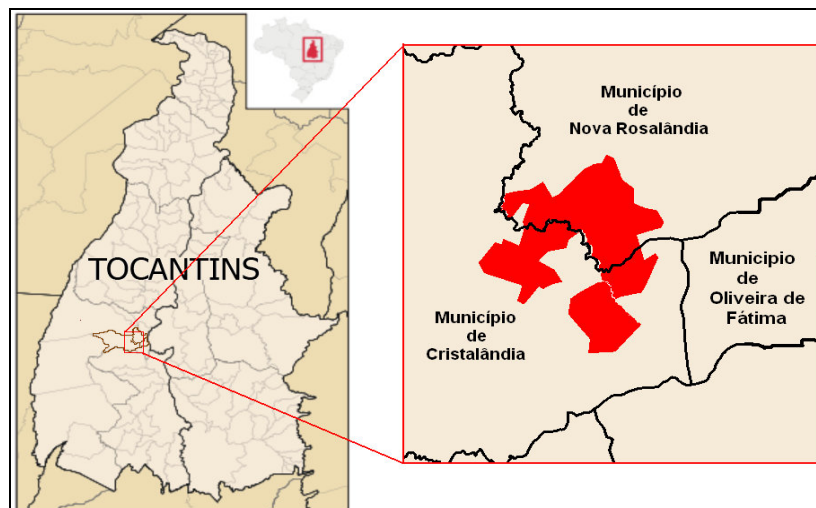 TOCANTINS
Município
de
Nova Rosalândia
Município
de
Cristalândia
Municipio
de
Oliveira de
Fátima